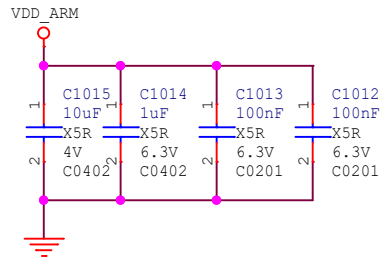 VDD_ARM
C1015 C1014 C1013 C1012
1 10uF 1 1uF 1 100nF 1 100nF
X5R X5R X5R X5R
2 4V 2 6.3V 2 6.3V 2 6.3V
C0402 C0402 C0201 C0201